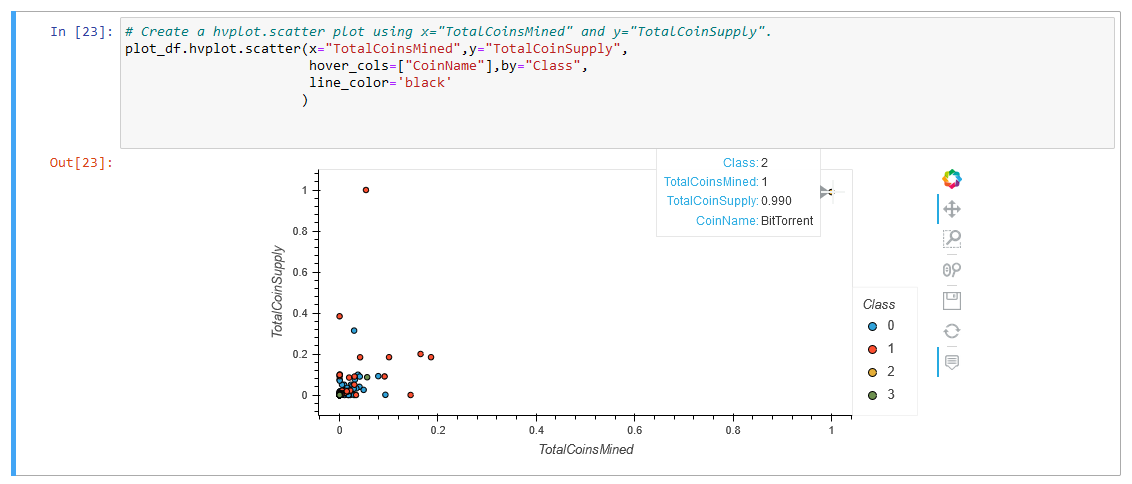 In [23]:
# Create a hvplot.scatter plot using x="TotalCoinsMined" and y="TotalCoinSupply".
plot_df.hvplot.scatter(x="TotalCoinsMined",y="TotalCoinSupply",
hover_cols=["CoinName"],by="Class",
line_color='black'
)
Out[23]:
Class: 2
TotalCoinsMined: 1
TotalCoinSupply: 0.990
CoinName: BitTorrent
TotalCoinSupply
1
0.8
0.6
0.4
0.2
0
0
0.2
0.4
0.6
0.8
1
TotalCoinsMined
Class
0
1
2
3